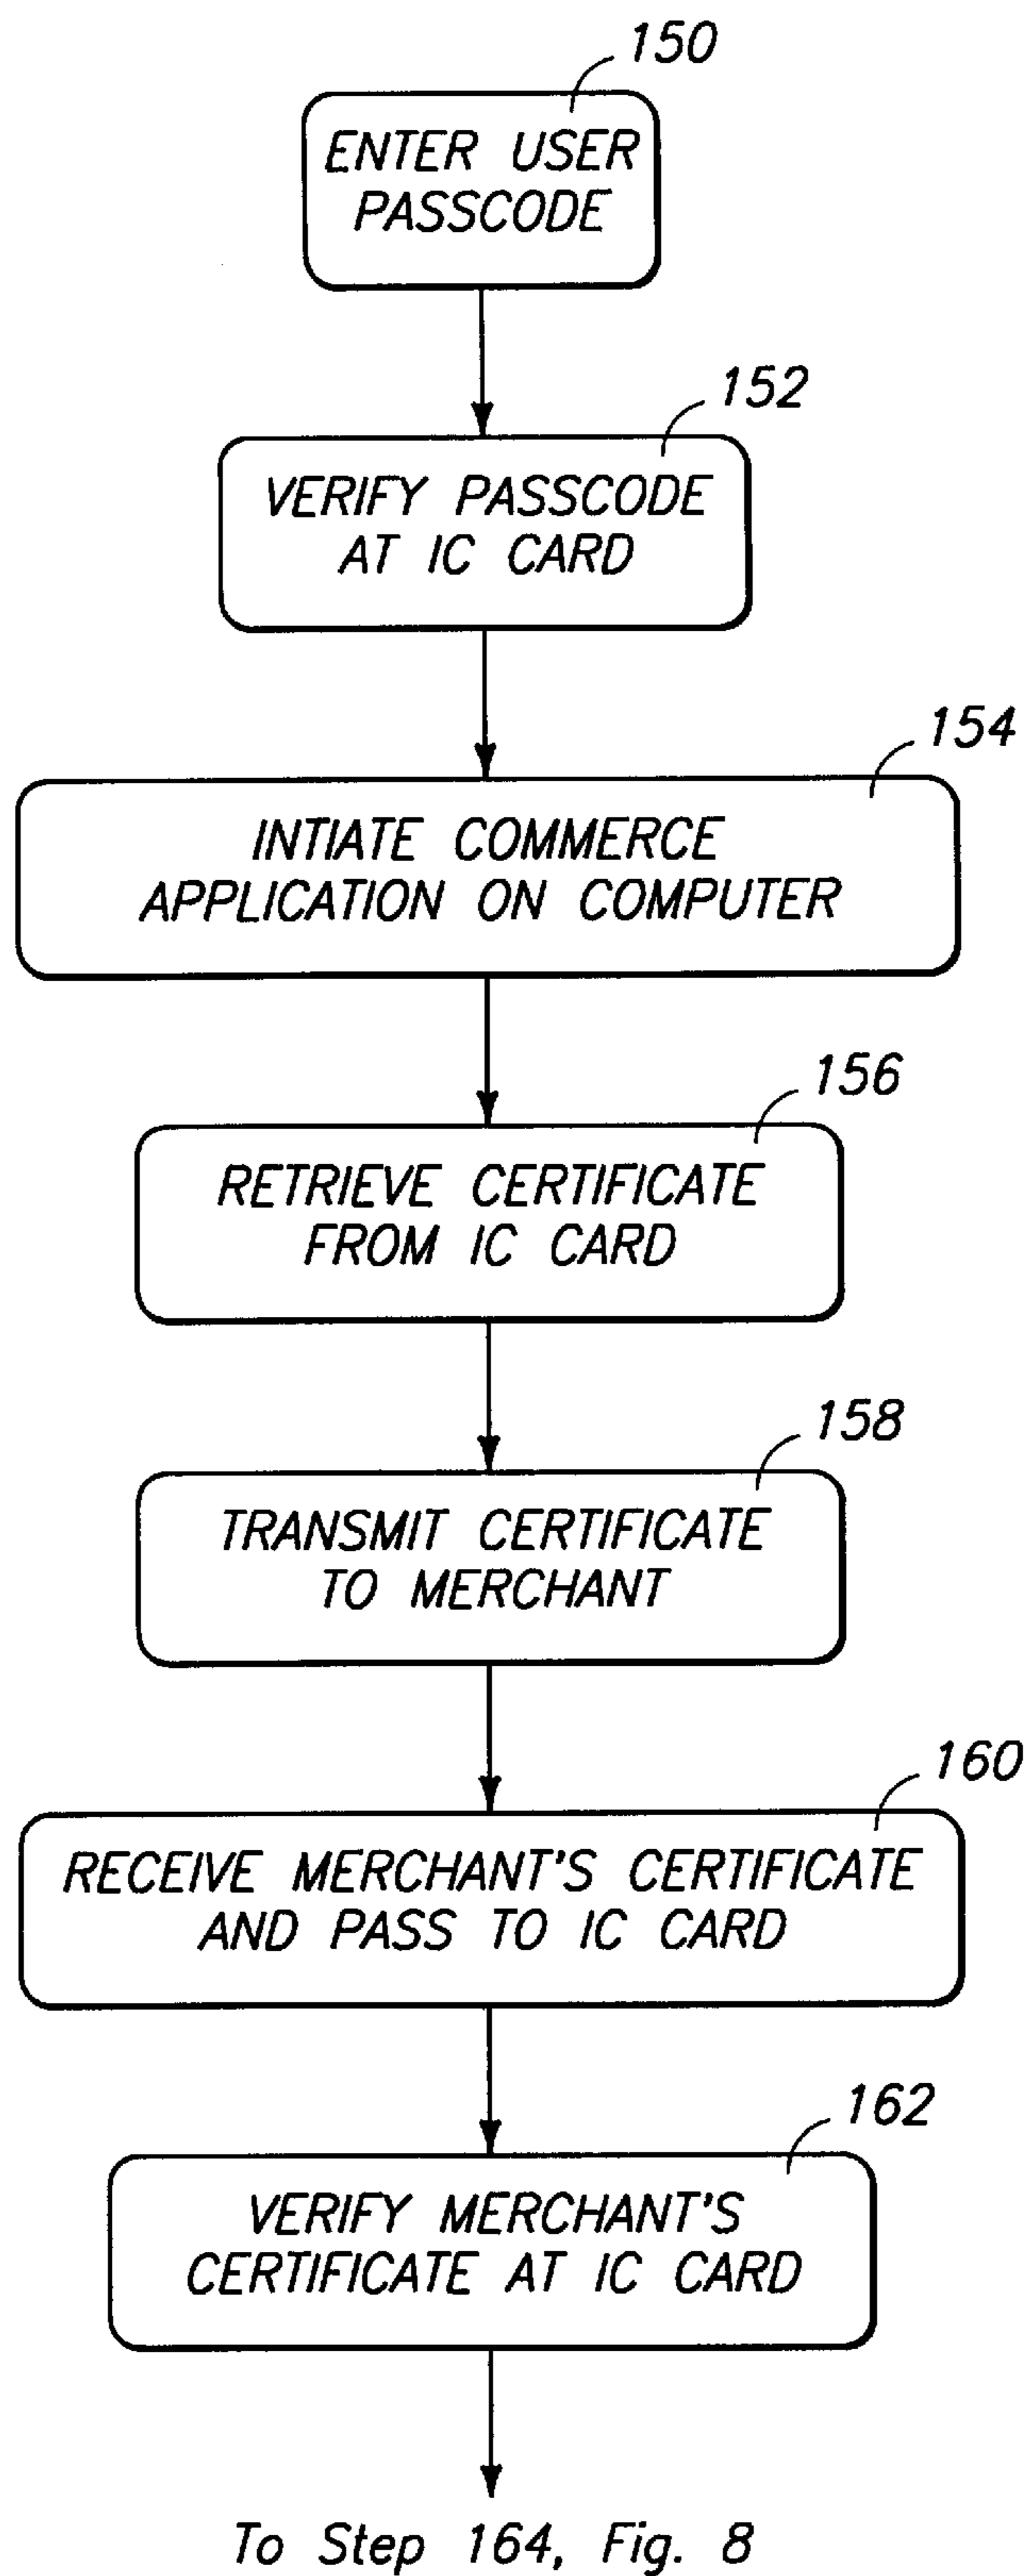 150
ENTER USER
PASSCODE
152
VERIFY PASSCODE
AT IC CARD
154
INTIATE COMMERCE
APPLICATION ON COMPUTER
156
RETRIEVE CERTIFICATE
FROM IC CARD
158
TRANSMIT CERTIFICATE
TO MERCHANT
160
RECEIVE MERCHANT'S CERTIFICATE
AND PASS TO IC CARD
162
VERIFY MERCHANT'S
CERTIFICATE AT IC CARD
To Step 164, Fig. 8